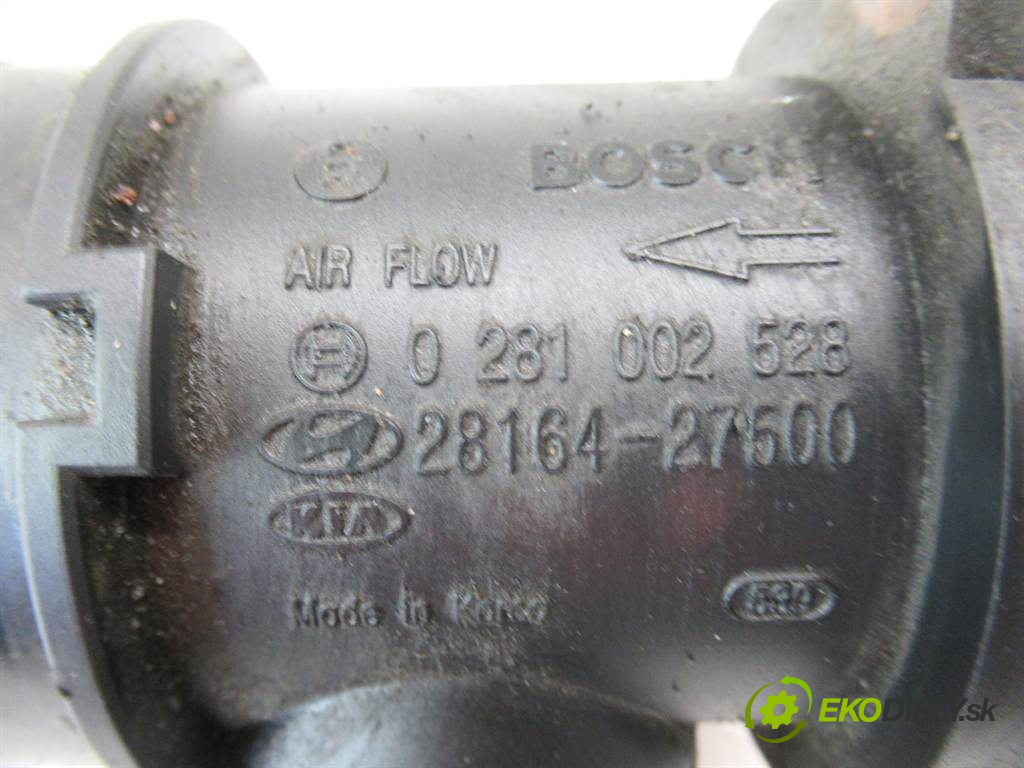 BOSCH
AIR FLOW
0 281 002 528
28164-27500
KIA
Made in Korea
EKODIELY.sk